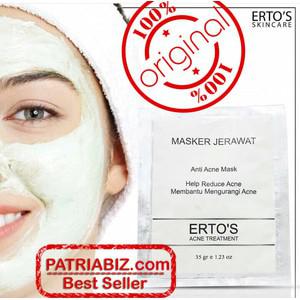 ERTO'S
SKINCARE
100%
original
100%
MASKER JERAWAT
Anti Acne Mask
Help Reduce Acne
Membantu Mengurangi Acne
ERTO'S
ACNE TREATMENT
35 gr e 1.23 oz
PATRIABIZ.com
Best Seller